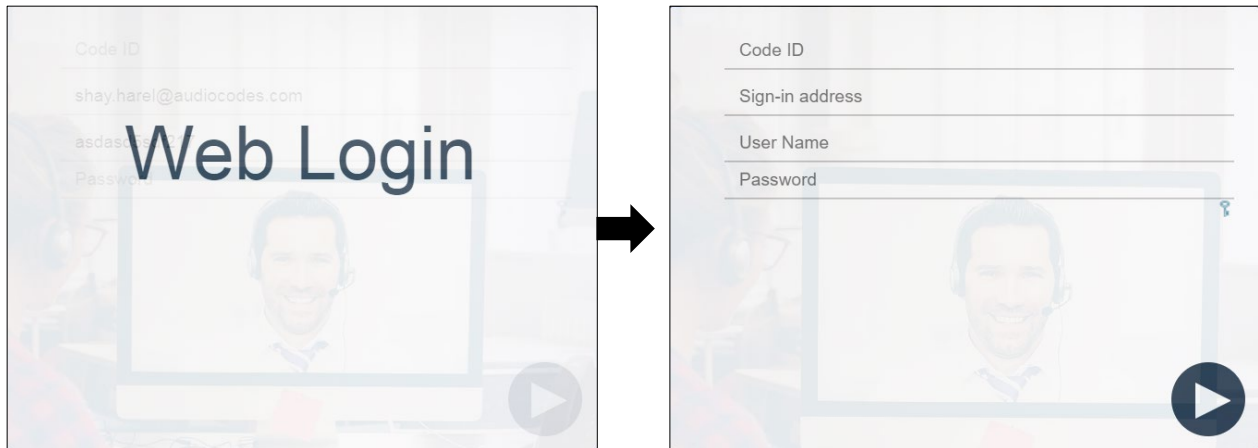 Code ID
shay.harel@audiocodes.com
Web Login
Password
Code ID
Sign-in address
User Name
Password